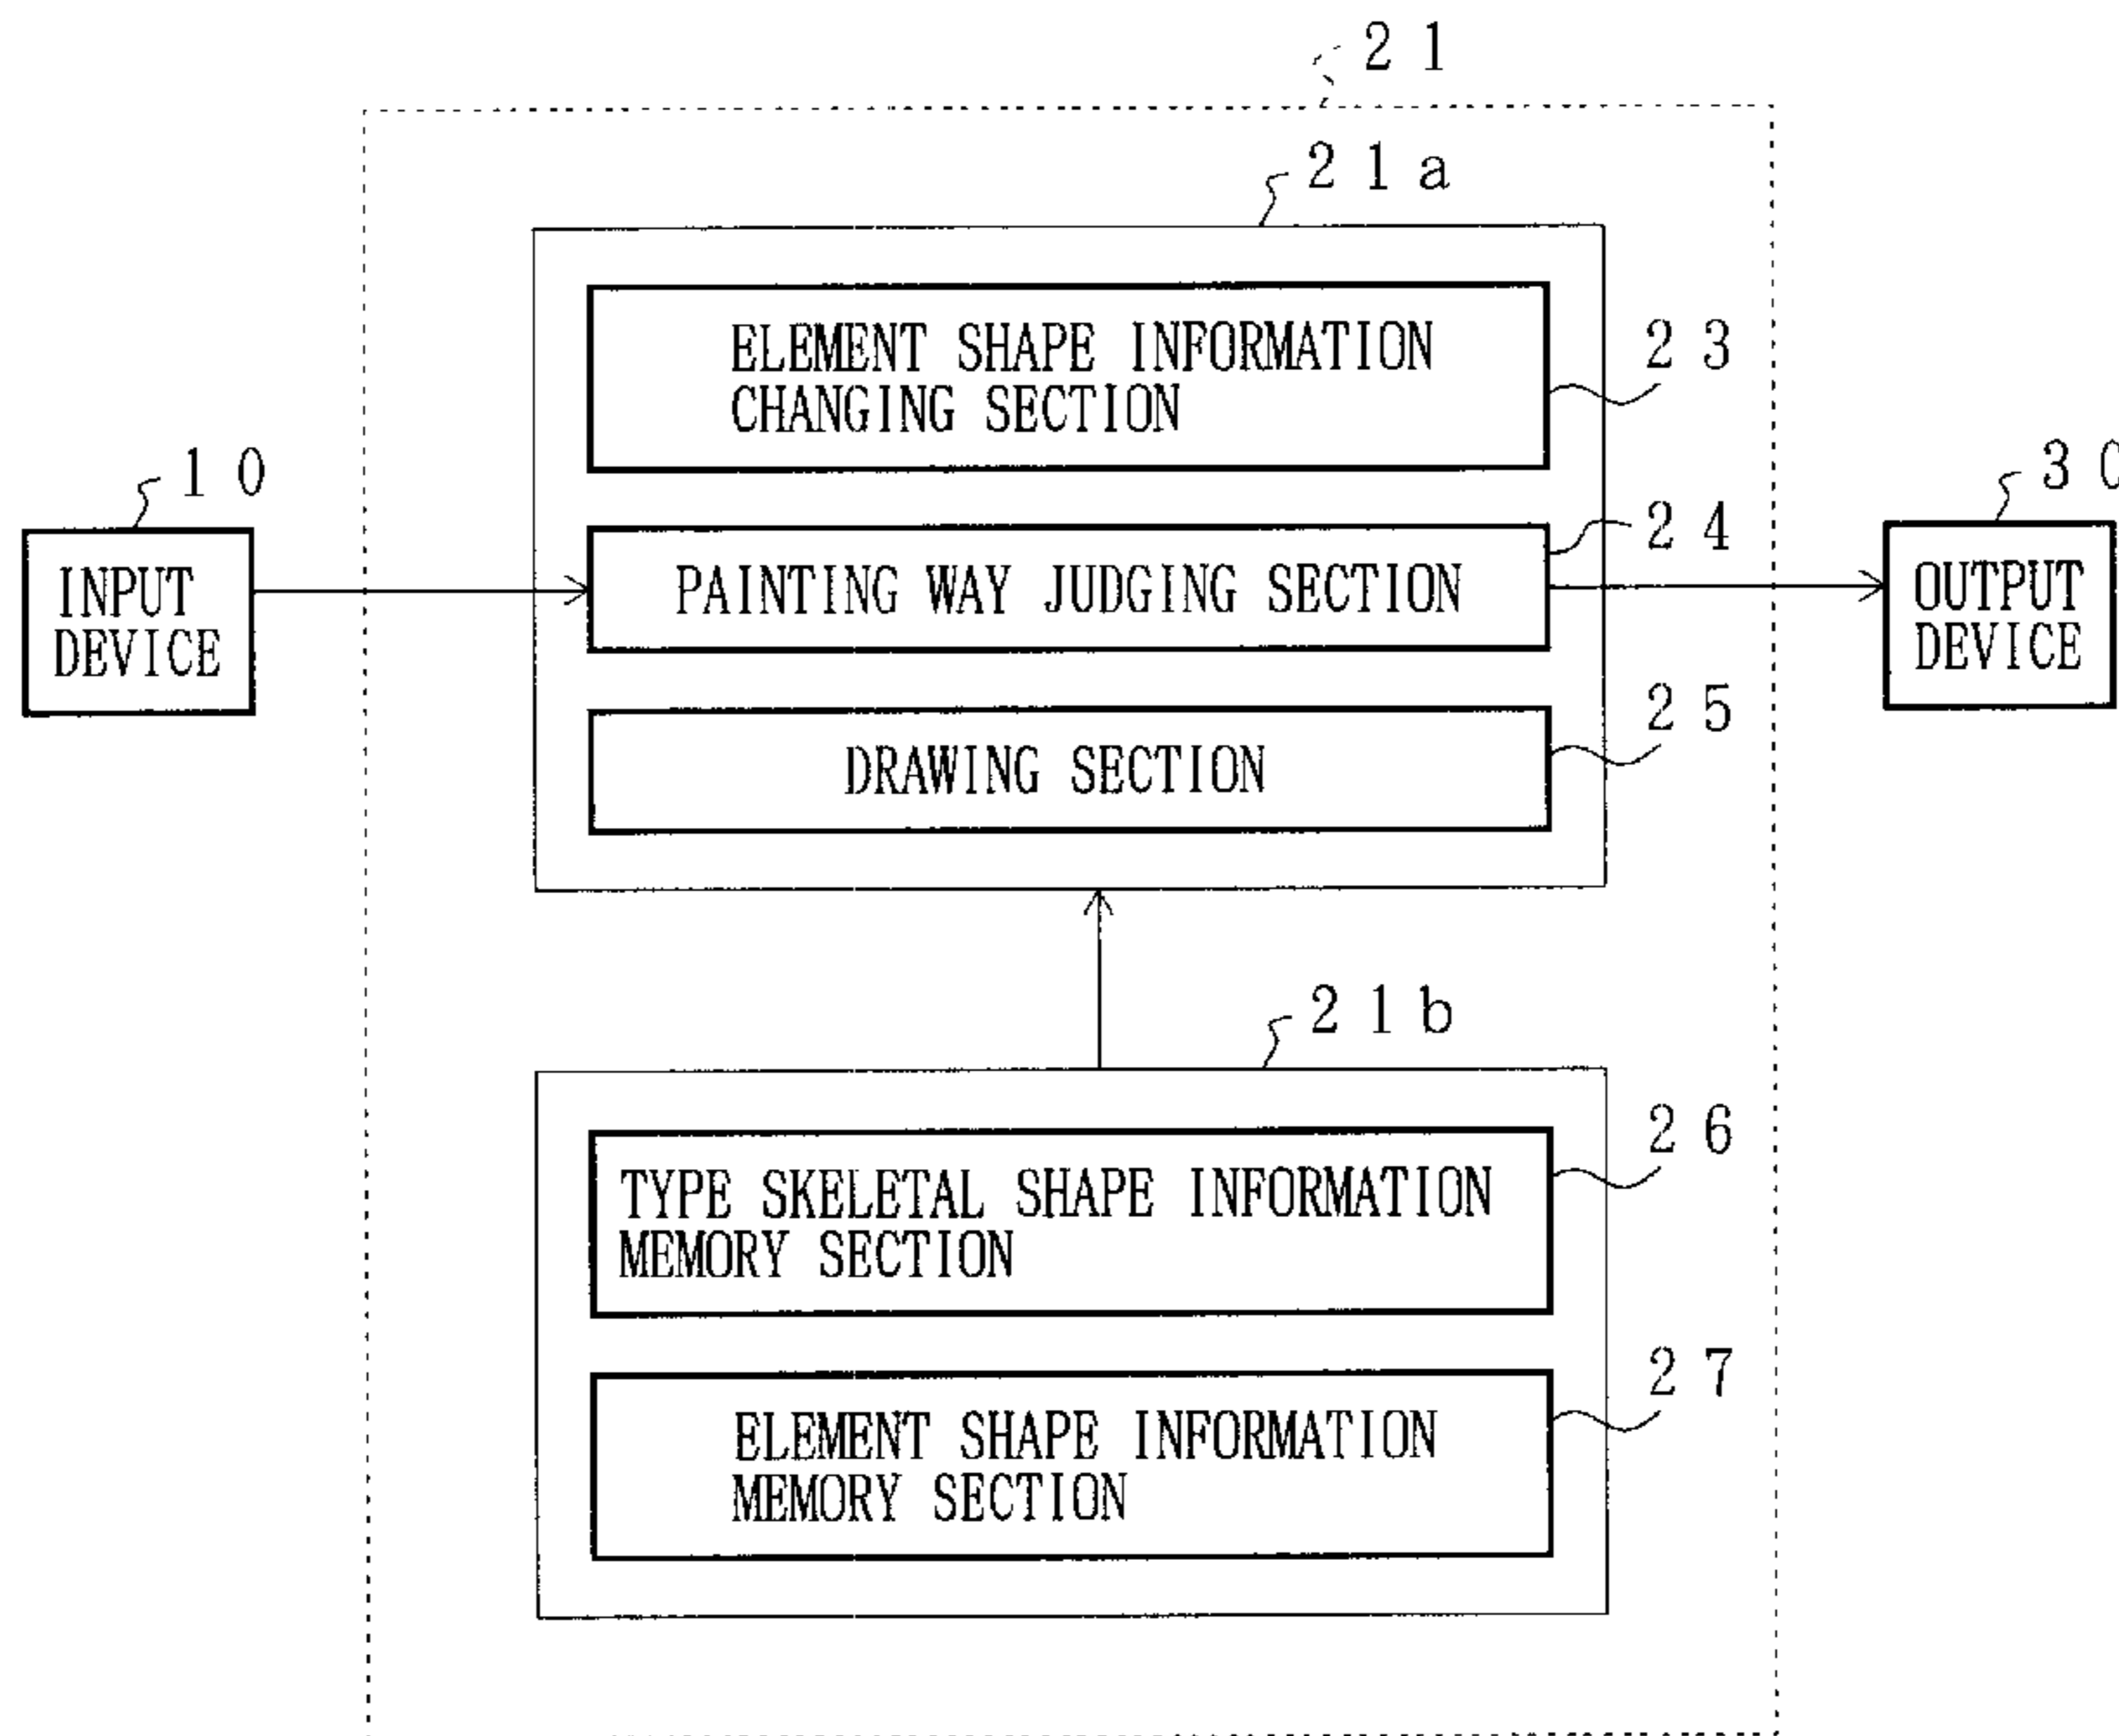 21
21a
ELEMENT SHAPE INFORMATION
CHANGING SECTION
23
10
INPUT
DEVICE
PAINTING WAY JUDGING SECTION
24
30
OUTPUT
DEVICE
DRAWING SECTION
25
21b
TYPE SKELETAL SHAPE INFORMATION
MEMORY SECTION
26
ELEMENT SHAPE INFORMATION
MEMORY SECTION
27